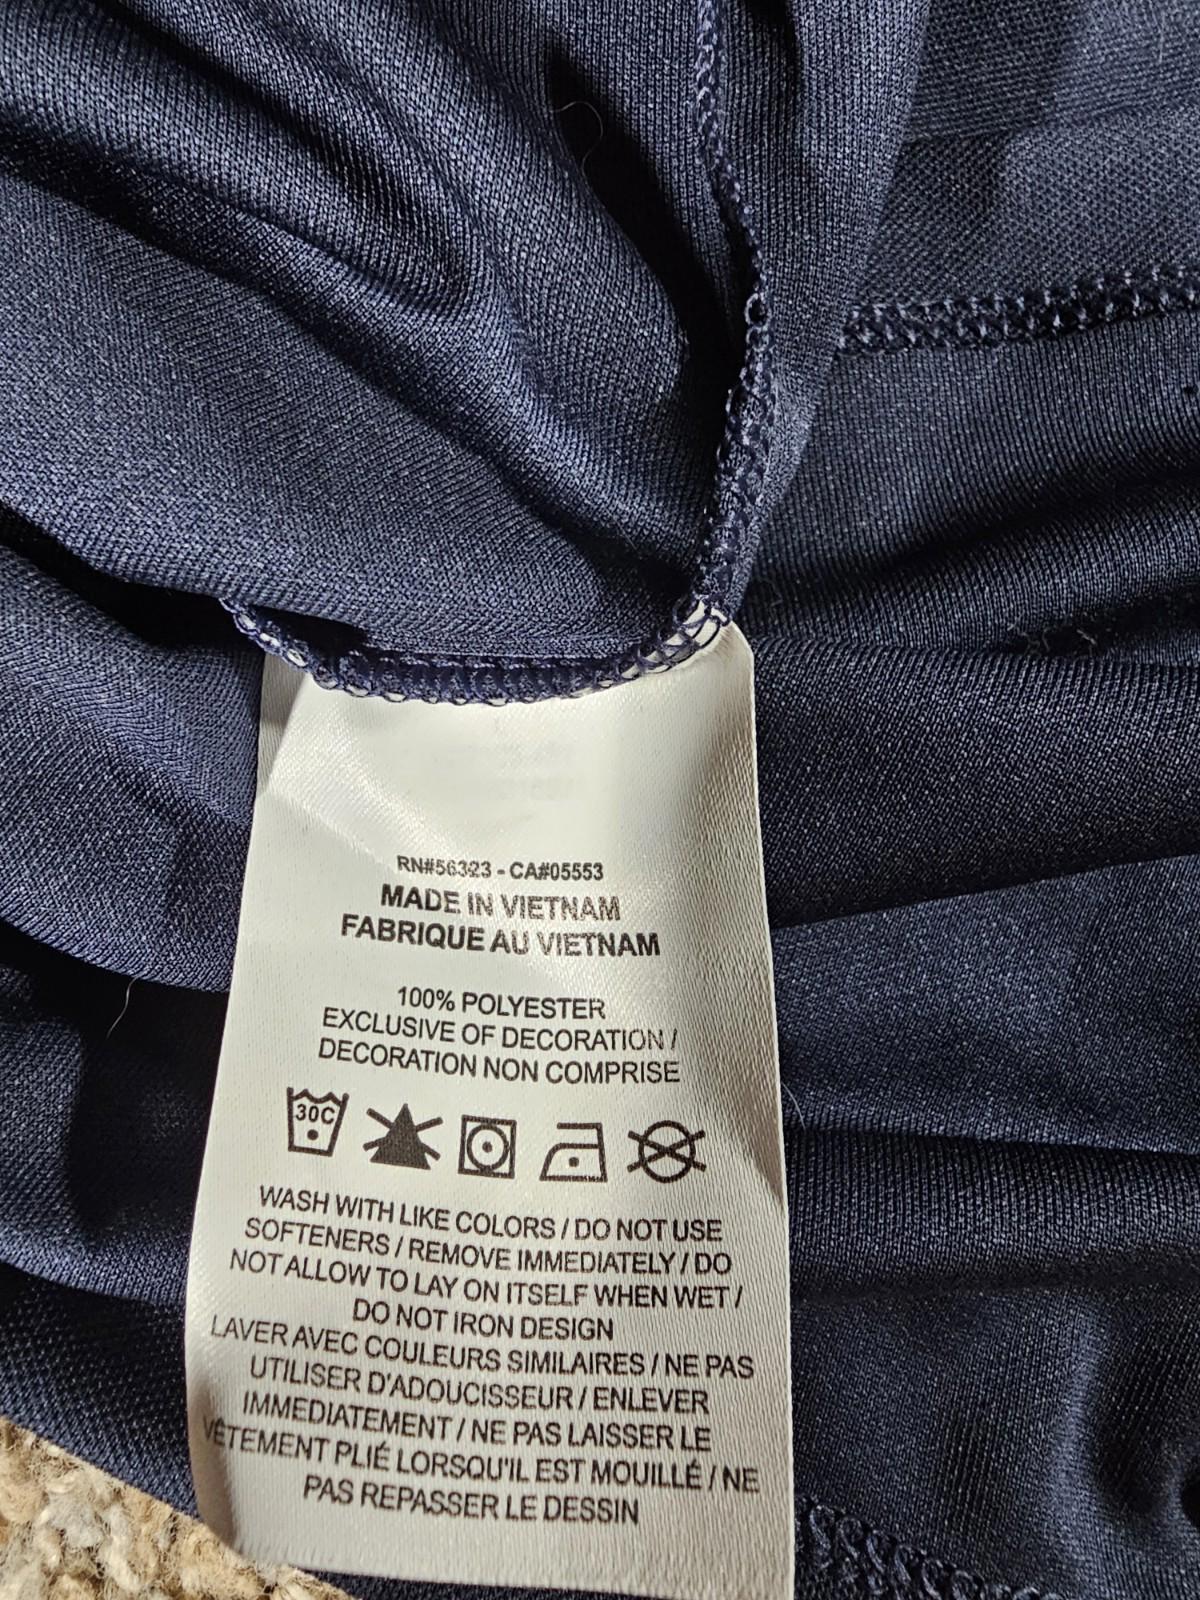 RN#56323 - CA#05553
MADE IN VIETNAM
FABRIQUE AU VIETNAM
100% POLYESTER
EXCLUSIVE OF DECORATION /
DECORATION NON COMPRISE
30C
WASH WITH LIKE COLORS / DO NOT USE
SOFTENERS / REMOVE IMMEDIATELY / DO
NOT ALLOW TO LAY ON ITSELF WHEN WET /
DO NOT IRON DESIGN
LAVER AVEC COULEURS SIMILAIRES / NE PAS
UTILISER D'ADOUCISSEUR / ENLEVER
IMMEDIATEMENT / NE PAS LAISSER LE
VÊTEMENT PLIÉ LORSQU'IL EST MOUILLÉ / NE
PAS REPASSER LE DESSIN